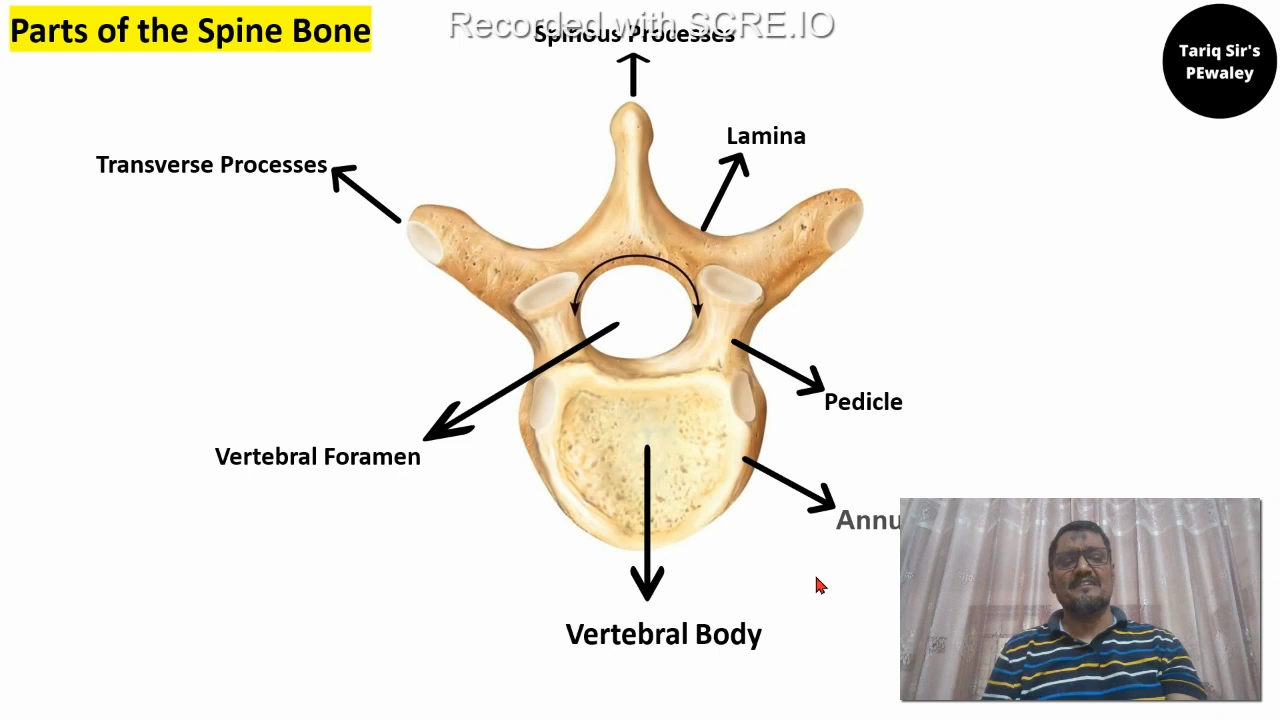 Parts of the Spine Bone
Recorded with SCRE.IO
Spinous Processes
Tariq Sir's
PEwaley
Lamina
Transverse Processes
Pedicle
Vertebral Foramen
Annu
Vertebral Body